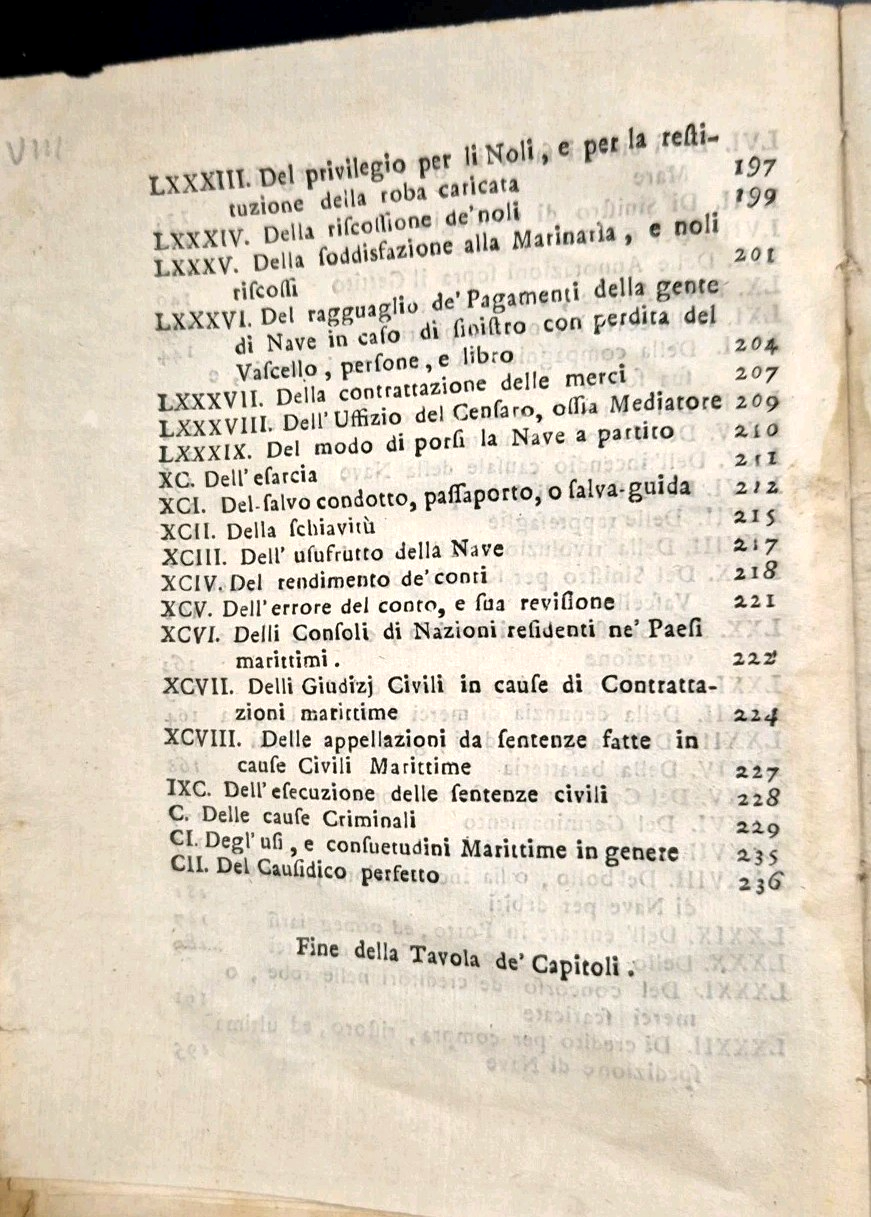 VIII
LXXXIII. Del privilegio per li Noli, e per la reſti-
tuzione della roba caricata 197
LXXXIV. Della riſcoſſione de' noli 199
LXXXV. Della ſoddisfazione alla Marinarìa, e noli
riſcoſſi 201
LXXXVI. Del ragguaglio de' Pagamenti della gente
di Nave in caſo di ſiniſtro con perdita del
Vaſcello, perſone, e libro 204
LXXXVII. Della contrattazione delle merci 207
LXXXVIII. Dell' Uffizio del Cenſaro, oſſia Mediatore 209
LXXXIX. Del modo di porſi la Nave a partito 210
XC. Dell' eſarcia 211
XCI. Del ſalvo condotto, paſſaporto, o ſalva-guida 212
XCII. Della ſchiavitù 215
XCIII. Dell' uſufrutto della Nave 217
XCIV. Del rendimento de' conti 218
XCV. Dell' errore del conto, e ſua reviſione 221
XCVI. Delli Conſoli di Nazioni reſidenti ne' Paeſi
marittimi. 222
XCVII. Delli Giudizj Civili in cauſe di Contratta-
zioni marittime 224
XCVIII. Delle appellazioni da ſentenze fatte in
cauſe Civili Marittime 227
IXC. Dell' eſecuzione delle ſentenze civili 228
C. Delle cauſe Criminali 229
CI. Degl' uſi, e conſuetudini Marittime in genere 235
CII. Del Cauſidico perfetto 236
Fine della Tavola de' Capitoli.